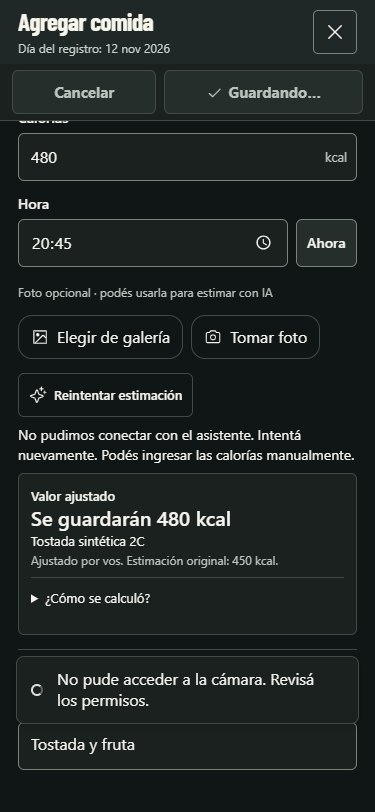 Agregar comida
Día del registro: 12 nov 2026
Cancelar
Guardando...
Calorías
480
kcal
Hora
20:45
Ahora
Foto opcional · podés usarla para estimar con IA
Elegir de galería
Tomar foto
Reintentar estimación
No pudimos conectar con el asistente. Intentá
nuevamente. Podés ingresar las calorías manualmente.
Valor ajustado
Se guardarán 480 kcal
Tostada sintética 2C
Ajustado por vos. Estimación original: 450 kcal.
¿Cómo se calculó?
No pude acceder a la cámara. Revisá
los permisos.
Tostada y fruta